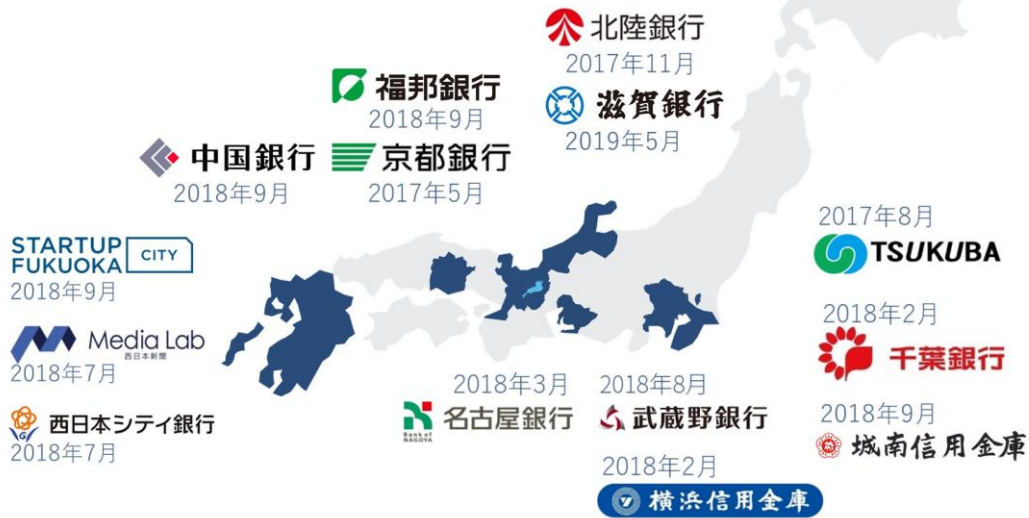 北陸銀行
2017年11月
滋賀銀行
2019年5月
福邦銀行
2018年9月
中国銀行
2018年9月
京都銀行
2017年5月
STARTUP
FUKUOKA
CITY
2018年9月
Media Lab
西日本新聞
2018年7月
西日本シティ銀行
2018年7月
2017年8月
TSUKUBA
2018年2月
千葉銀行
2018年9月
城南信用金庫
2018年3月
Bank of
NAGOYA
名古屋銀行
2018年8月
武蔵野銀行
2018年2月
横浜信用金庫